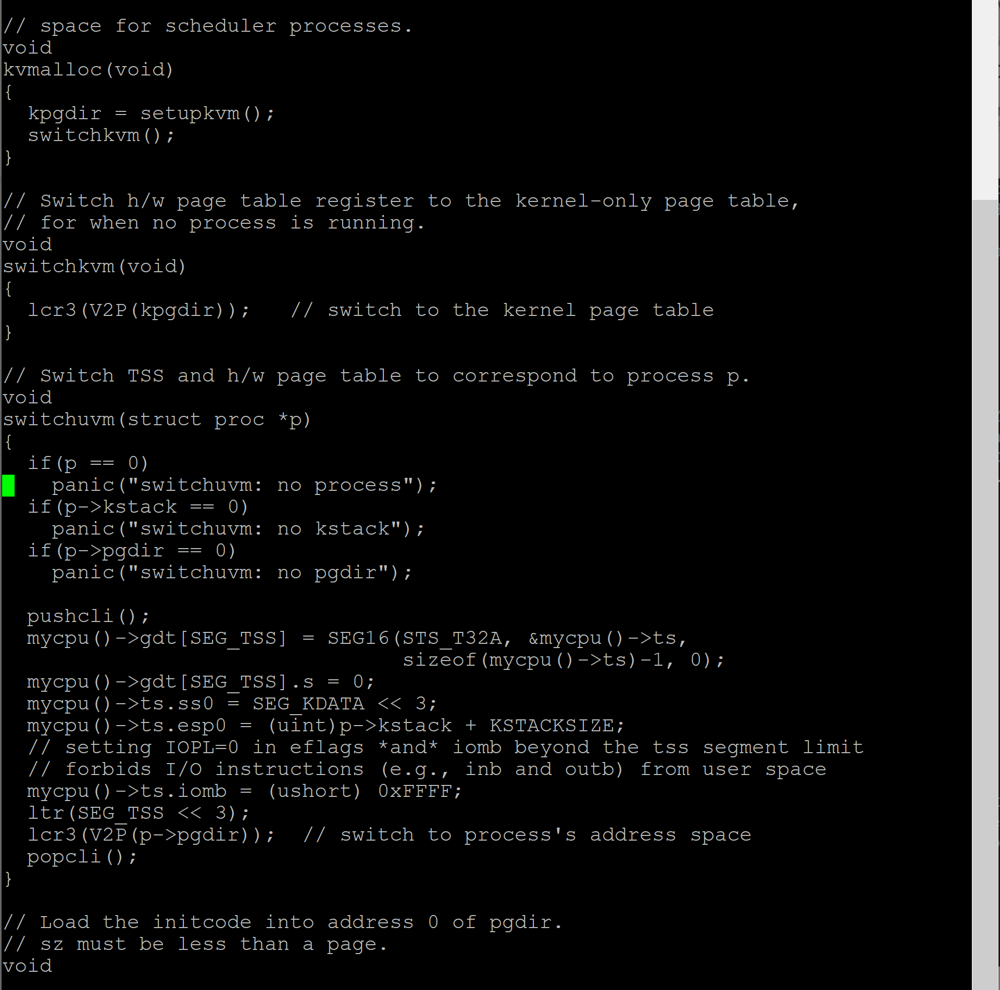 // space for scheduler processes.
void
kvmalloc(void)
{
  kpgdir = setupkvm();
  switchkvm();
}

// Switch h/w page table register to the kernel-only page table,
// for when no process is running.
void
switchkvm(void)
{
  lcr3(V2P(kpgdir));   // switch to the kernel page table
}

// Switch TSS and h/w page table to correspond to process p.
void
switchuvm(struct proc *p)
{
  if(p == 0)
    panic("switchuvm: no process");
  if(p->kstack == 0)
    panic("switchuvm: no kstack");
  if(p->pgdir == 0)
    panic("switchuvm: no pgdir");

  pushcli();
  mycpu()->gdt[SEG_TSS] = SEG16(STS_T32A, &mycpu()->ts,
                                sizeof(mycpu()->ts)-1, 0);
  mycpu()->gdt[SEG_TSS].s = 0;
  mycpu()->ts.ss0 = SEG_KDATA << 3;
  mycpu()->ts.esp0 = (uint)p->kstack + KSTACKSIZE;
  // setting IOPL=0 in eflags *and* iomb beyond the tss segment limit
  // forbids I/O instructions (e.g., inb and outb) from user space
  mycpu()->ts.iomb = (ushort) 0xFFFF;
  ltr(SEG_TSS << 3);
  lcr3(V2P(p->pgdir));  // switch to process's address space
  popcli();
}

// Load the initcode into address 0 of pgdir.
// sz must be less than a page.
void